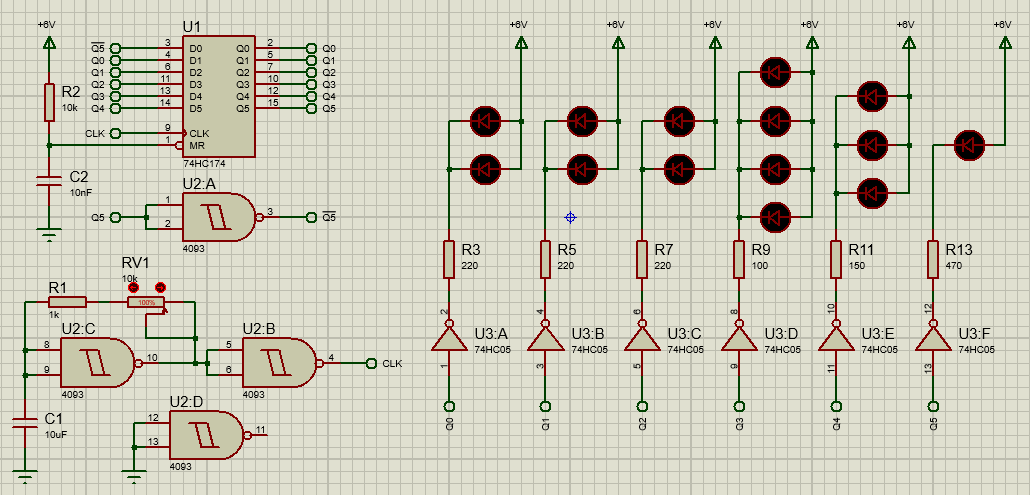 +6V
R2
10k
C2
10nF
U1
Q5 3 D0 Q0 2 Q0
Q0 4 D1 Q1 5 Q1
Q1 6 D2 Q2 7 Q2
Q2 11 D3 Q3 10 Q3
Q3 13 D4 Q4 12 Q4
Q4 14 D5 Q5 15 Q5
CLK 9 CLK
1 MR
74HC174
U2:A
Q5 1 2 3 Q5
4093
RV1
10k
100%
R1
1k
U2:C
8 9 10
4093
U2:B
5 6 4 CLK
4093
C1
10uF
U2:D
12 13 11
4093
+6V +6V +6V +6V +6V +6V
R3 R5 R7 R9 R11 R13
220 220 220 100 150 470
2 4 6 8 10 12
U3:A U3:B U3:C U3:D U3:E U3:F
74HC05 74HC05 74HC05 74HC05 74HC05 74HC05
1 3 5 9 11 13
Q0 Q1 Q2 Q3 Q4 Q5